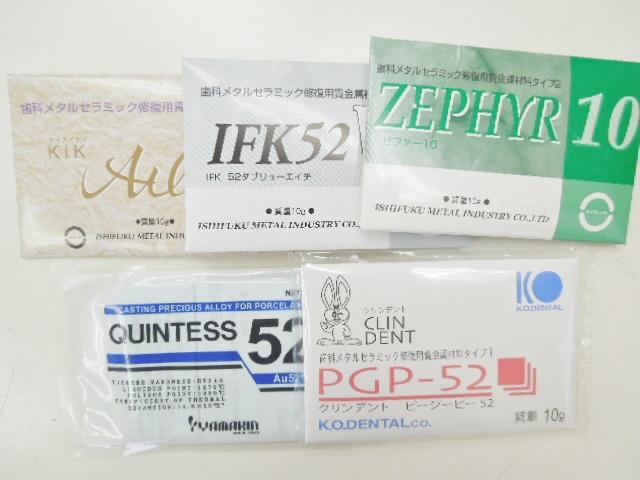 歯科メタルセラミック修復用貴金
KIK
●質量10g●
ISHIFUKU METAL INDUS
歯科メタルセラミック修復用貴金属材
IFK52
IFK 52ダブリューエイチ
●質量10g●
ISHIFUKU METAL INDUSTRY CO.,
歯科メタルセラミック修復用貴金属材料タイプ2
ZEPHYR 10
ゼファー10
●質量10g●
ISHIFUKU METAL INDUSTRY CO.,LTD
NE
CASTING PRECIOUS ALLOY FOR PORCELA
QUINTESS 52
Au52
COEFFICIENT OF THERMAL
YAMAKIN
K.O.DENTAL
クリンデント
CLIN
DENT
歯科メタルセラミック修復用貴金属材料タイプ1
PGP-52
クリンデント ピージーピー52
K.O.DENTAL CO.
質量 10g